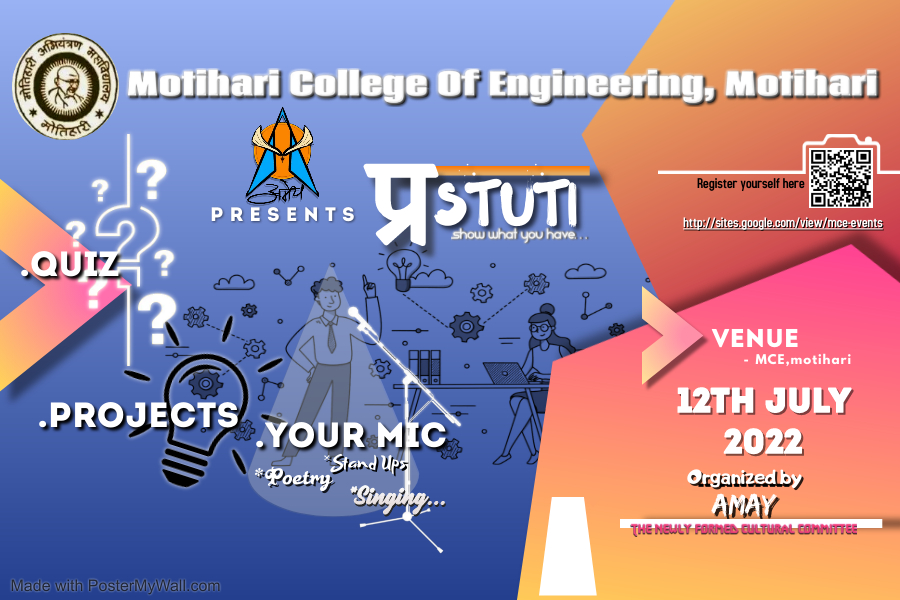 मोतिहारी अभियंत्रण महाविद्यालय
मोतिहारी
Motihari College Of Engineering, Motihari
PRESENTS
प्रSTUTI
show what you have...
Register yourself here
http://sites.google.com/view/mce-events
.QUIZ
VENUE
- MCE,motihari
.PROJECTS
12TH JULY
2022
.YOUR MIC
*Stand Ups
*Poetry
*Singing...
Organized by
AMAY
The newly formed cultural committee
Made with PosterMyWall.com